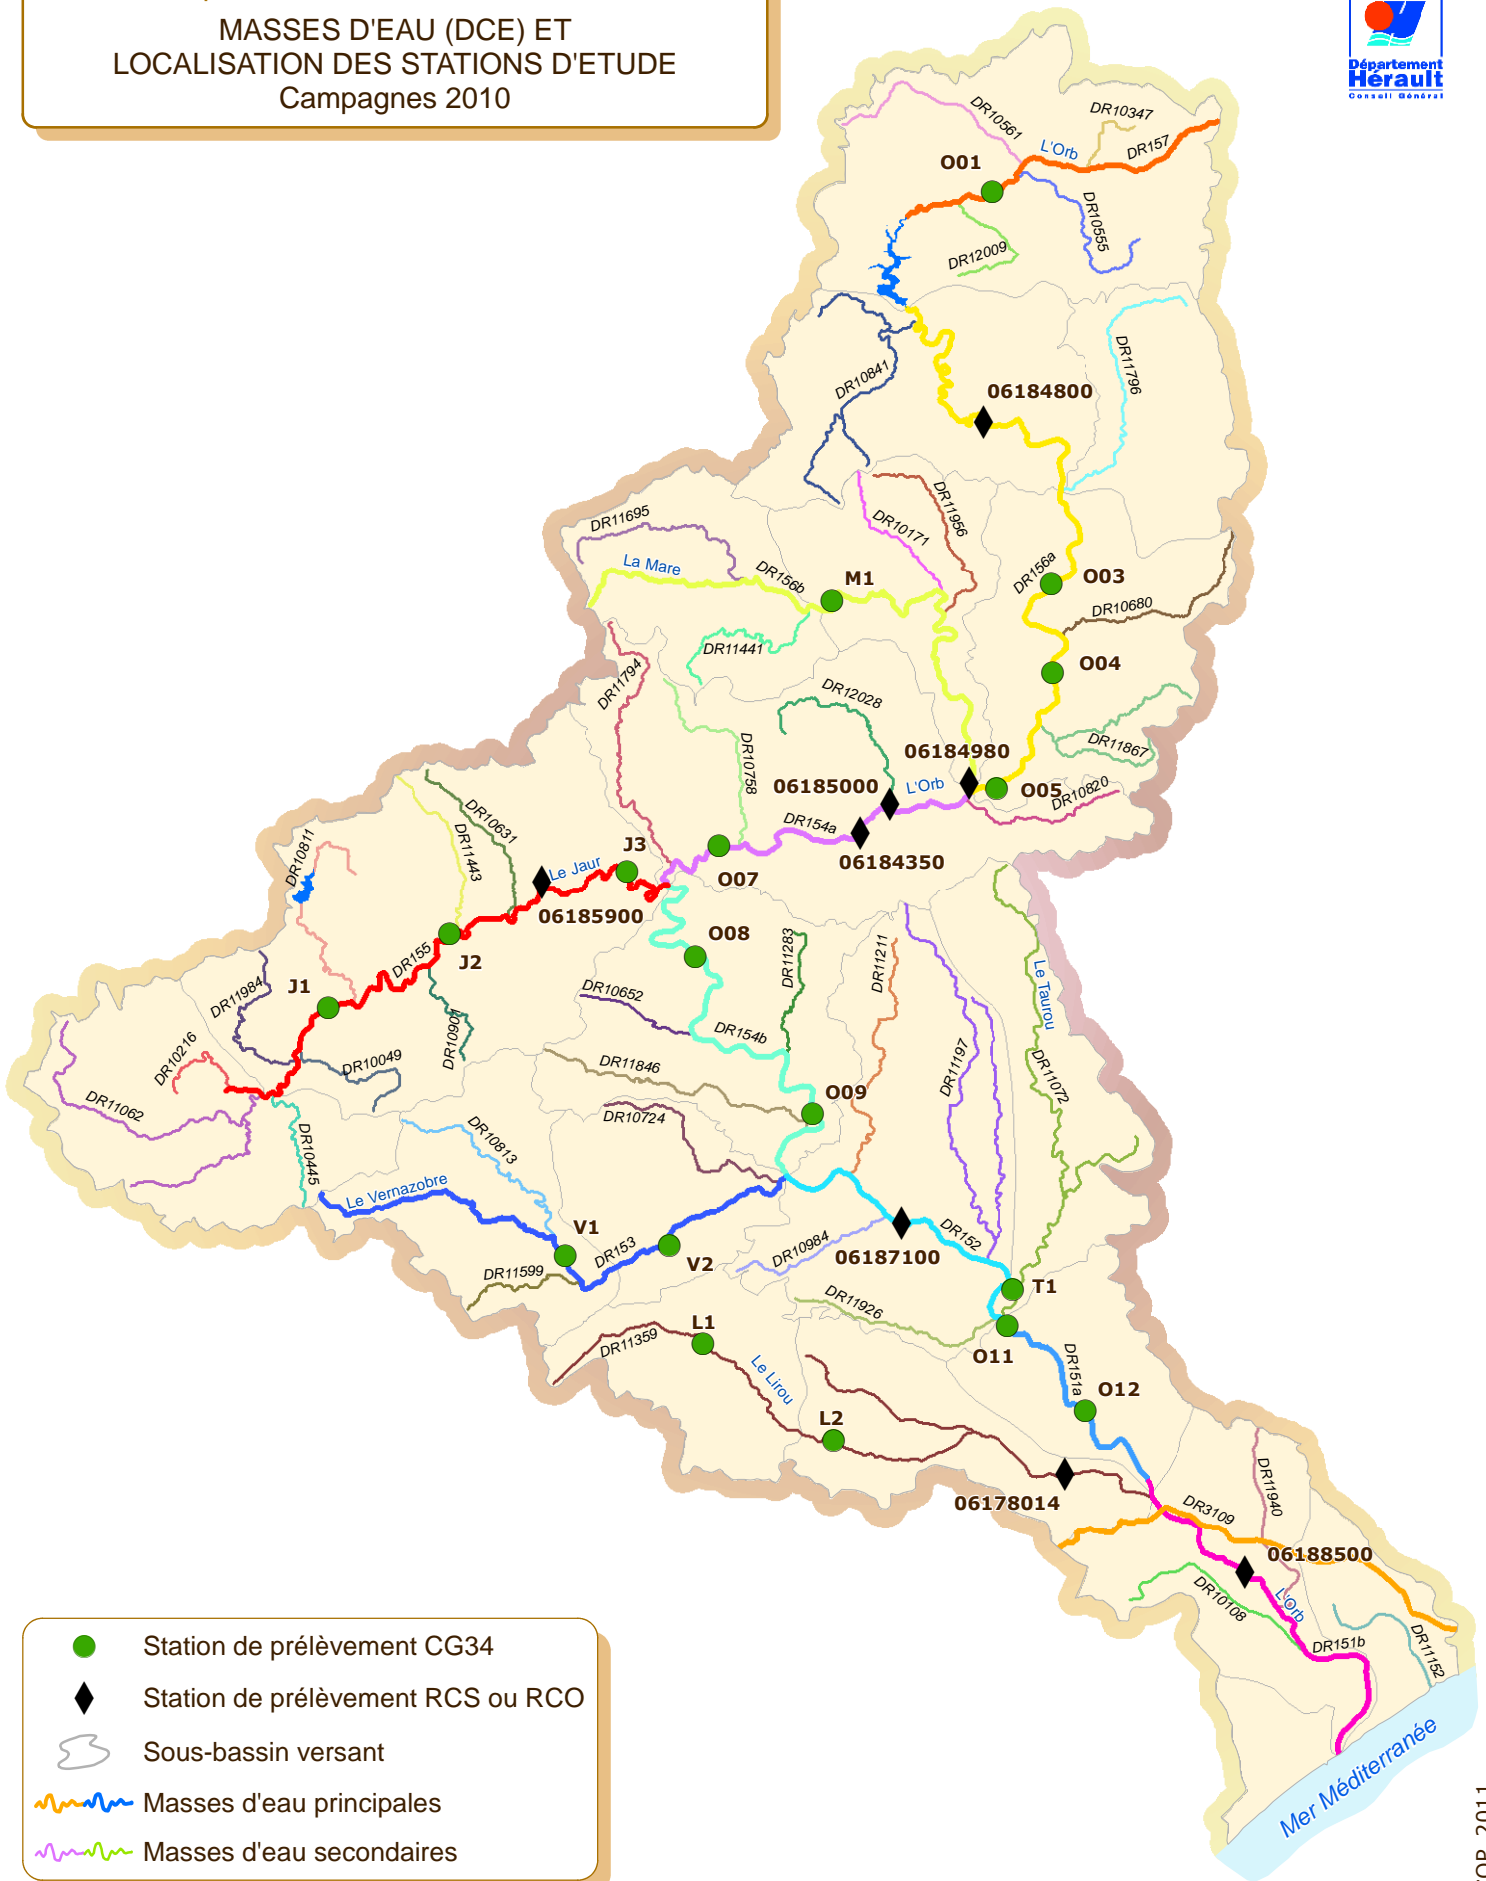 MASSES D'EAU (DCE) ET
LOCALISATION DES STATIONS D'ETUDE
Campagnes 2010
Département
Hérault
Conseil Général
DR10561
DR10347
L'Orb
DR157
O01
DR10555
DR12009
DR11796
DR10841
06184800
DR11695
DR10171
DR11956
La Mare
DR156b
M1
DR156a
O03
DR10680
DR11441
O04
DR11794
DR12028
DR11867
DR10758
06184980
06185000
L'Orb
O05
DR10820
DR154a
06184350
DR10811
DR11443
DR10631
Le Jaur
J3
O07
06185900
O08
DR155
J2
DR11283
DR11211
Le Taurou
J1
DR11984
DR10652
DR154b
DR10901
DR10216
DR10049
DR11846
DR11197
DR11072
DR11062
O09
DR10724
DR10445
DR10813
Le Vernazobre
V1
DR153
V2
DR10984
06187100
DR152
DR11599
T1
DR11926
L1
DR11359
O11
Le Lirou
DR151a
O12
L2
06178014
DR3109
DR11940
06188500
DR10108
L'Orb
DR151b
DR11152
Mer Méditerranée
Station de prélèvement CG34
Station de prélèvement RCS ou RCO
Sous-bassin versant
Masses d'eau principales
Masses d'eau secondaires
2011